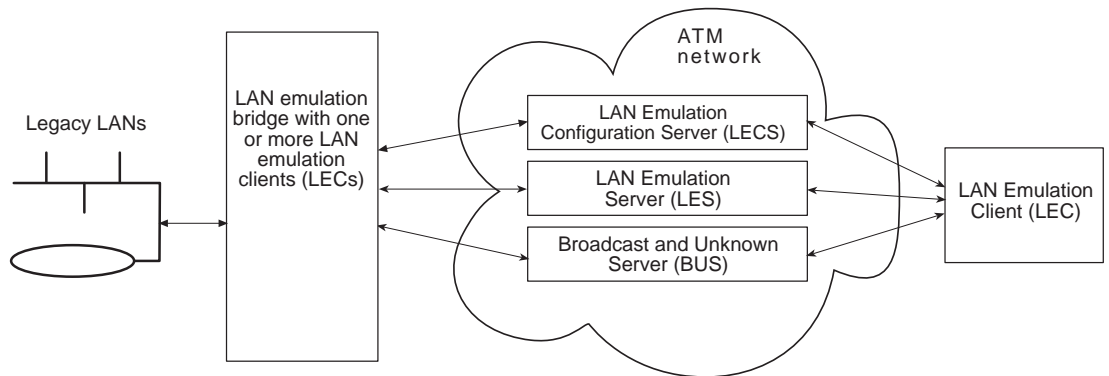 ATM
network
Legacy LANs
LAN emulation
bridge with one
or more LAN
emulation
clients (LECs)
LAN Emulation
Configuration Server (LECS)
LAN Emulation
Server (LES)
Broadcast and Unknown
Server (BUS)
LAN Emulation
Client (LEC)